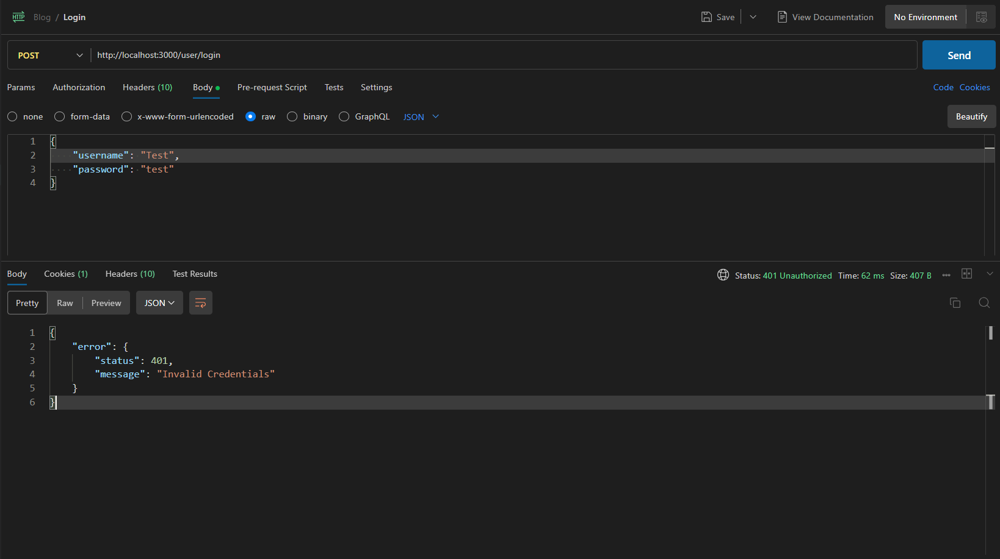 HTTP Blog / Login Save View Documentation No Environment
POST http://localhost:3000/user/login Send
Params Authorization Headers (10) Body Pre-request Script Tests Settings Code Cookies
none form-data x-www-form-urlencoded raw binary GraphQL JSON Beautify
1 {
2 "username": "Test",
3 "password": "test"
4 }
Body Cookies (1) Headers (10) Test Results Status: 401 Unauthorized Time: 62 ms Size: 407 B
Pretty Raw Preview JSON
1 {
2 "error": {
3 "status": 401,
4 "message": "Invalid Credentials"
5 }
6 }